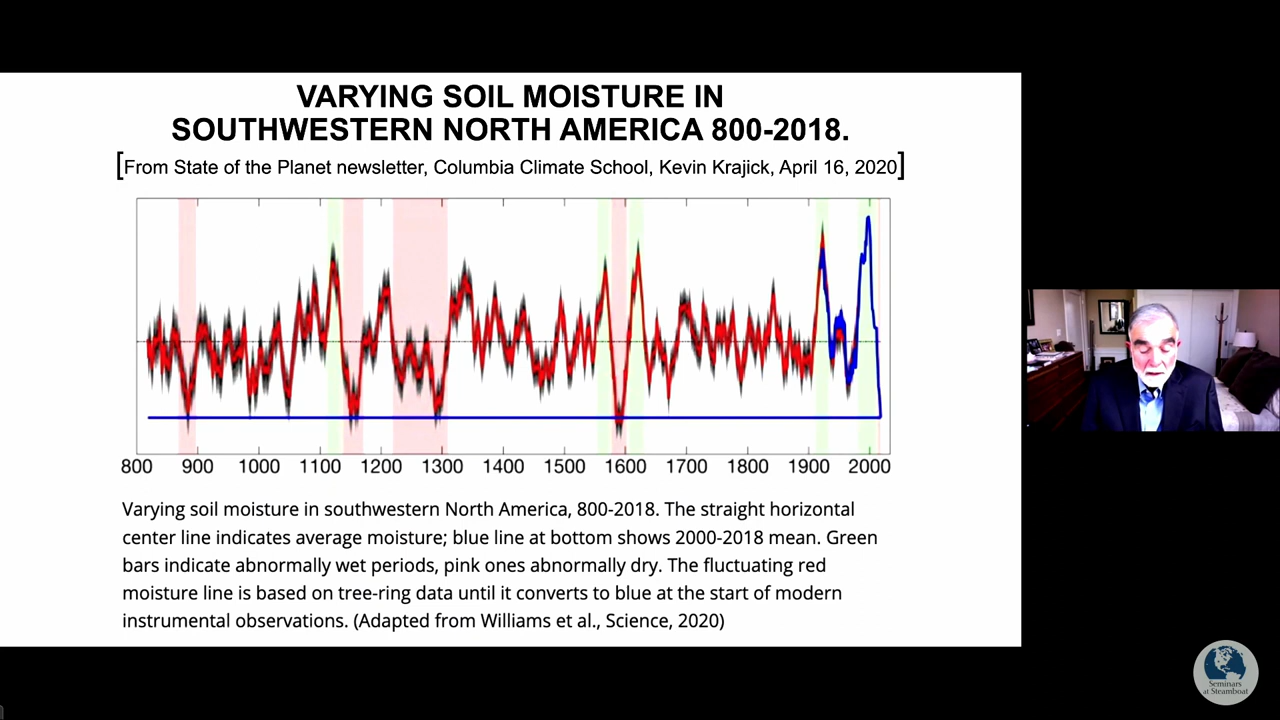 VARYING SOIL MOISTURE IN
SOUTHWESTERN NORTH AMERICA 800-2018.
[From State of the Planet newsletter, Columbia Climate School, Kevin Krajick, April 16, 2020]
800 900 1000 1100 1200 1300 1400 1500 1600 1700 1800 1900 2000
Varying soil moisture in southwestern North America, 800-2018. The straight horizontal
center line indicates average moisture; blue line at bottom shows 2000-2018 mean. Green
bars indicate abnormally wet periods, pink ones abnormally dry. The fluctuating red
moisture line is based on tree-ring data until it converts to blue at the start of modern
instrumental observations. (Adapted from Williams et al., Science, 2020)
Seminars
at Steamboat